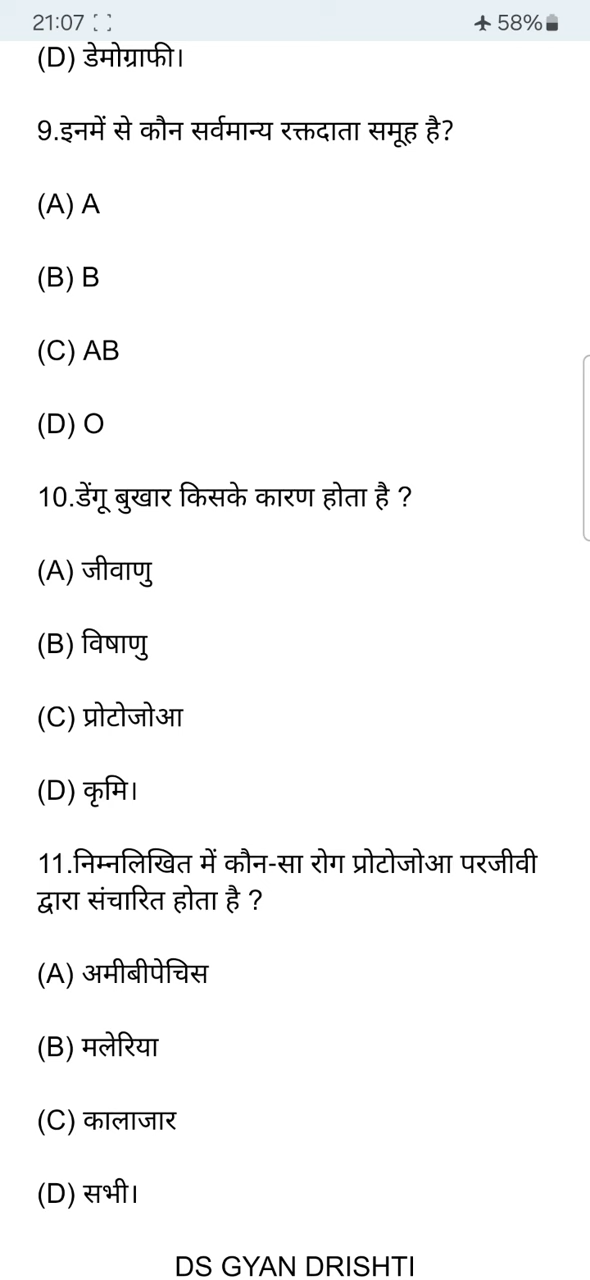 21:07
58%
(D) डेमोग्राफी।
9.इनमें से कौन सर्वमान्य रक्तदाता समूह है?
(A) A
(B) B
(C) AB
(D) O
10.डेंगू बुखार किसके कारण होता है ?
(A) जीवाणु
(B) विषाणु
(C) प्रोटोजोआ
(D) कृमि।
11.निम्नलिखित में कौन-सा रोग प्रोटोजोआ परजीवी
द्वारा संचारित होता है ?
(A) अमीबीपेचिस
(B) मलेरिया
(C) कालाजार
(D) सभी।
DS GYAN DRISHTI